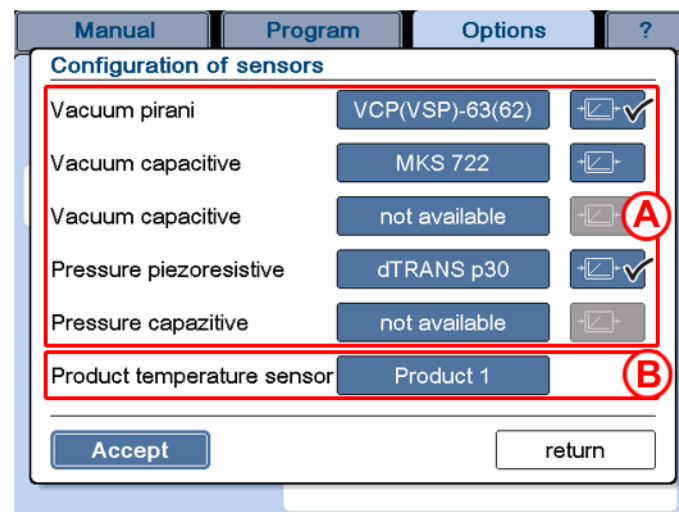 Manual Program Options ?
Configuration of sensors
Vacuum pirani VCP(VSP)-63(62)
Vacuum capacitive MKS 722
Vacuum capacitive not available A
Pressure piezoresistive dTRANS p30
Pressure capazitive not available
Product temperature sensor Product 1 B
Accept return